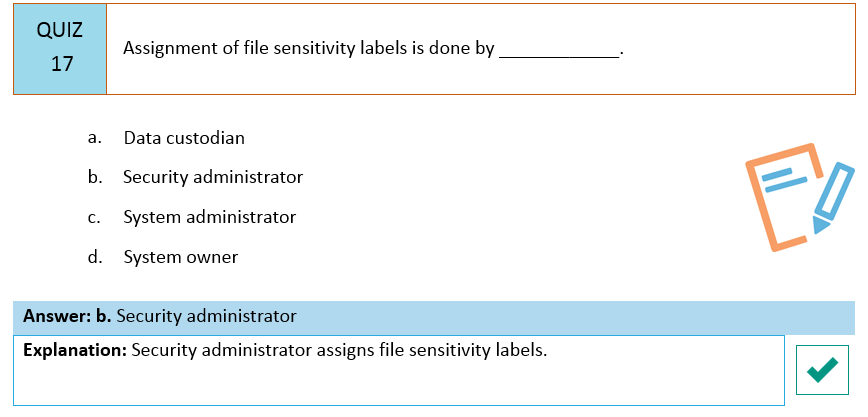 QUIZ
17
Assignment of file sensitivity labels is done by _____________.
a. Data custodian
b. Security administrator
c. System administrator
d. System owner
Answer: b. Security administrator
Explanation: Security administrator assigns file sensitivity labels.